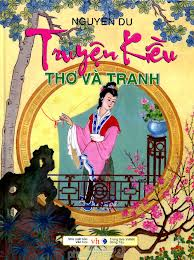 NGUYỄN DU
Truyện Kiều
THƠ VÀ TRANH